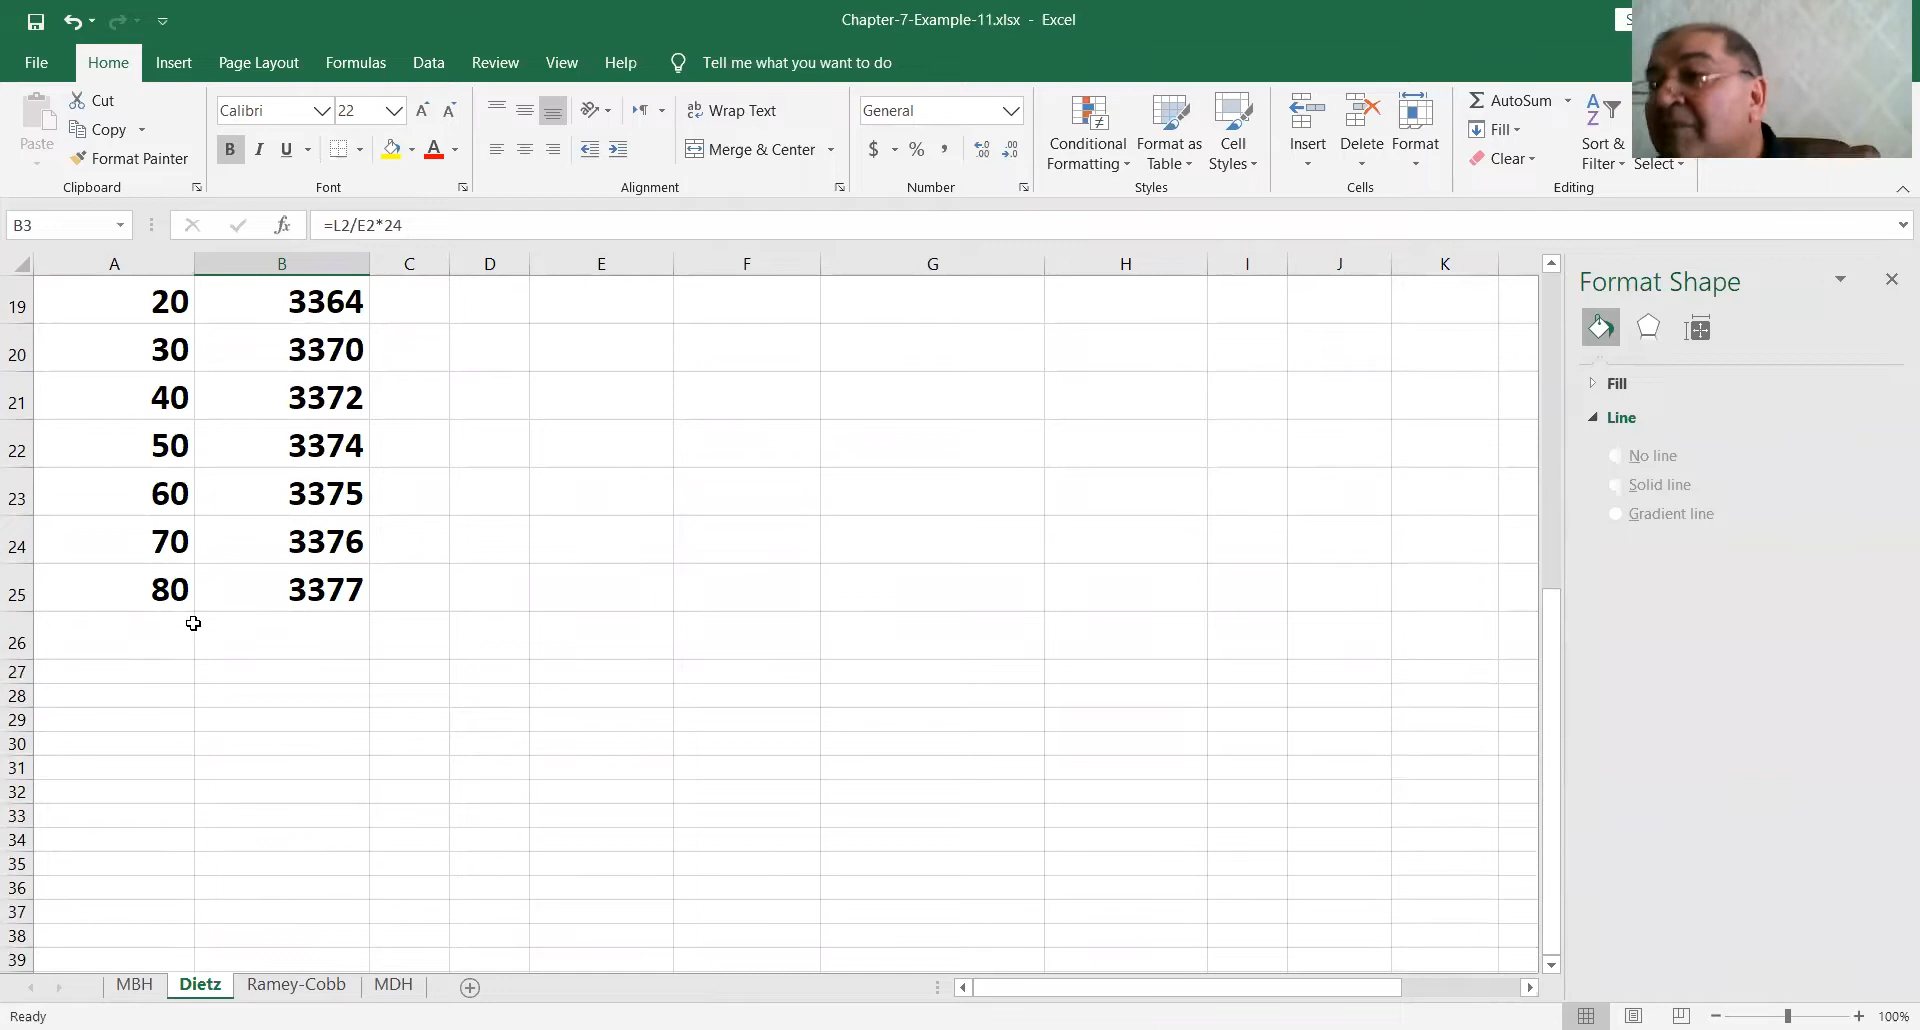 Chapter-7-Example-11.xlsx - Excel
File Home Insert Page Layout Formulas Data Review View Help Tell me what you want to do
Paste
Cut
Copy
Format Painter
Clipboard
Calibri 22
B I U A
Font
ab Wrap Text
Merge & Center
Alignment
General
$ % ,
Number
Conditional Formatting
Format as Table
Cell Styles
Styles
Insert Delete Format
Cells
AutoSum
Fill
Clear
Sort & Filter
Select
Editing
B3 fx =L2/E2*24
A B C D E F G H I J K
19 20 3364
20 30 3370
21 40 3372
22 50 3374
23 60 3375
24 70 3376
25 80 3377
26
27
28
29
30
31
32
33
34
35
36
37
38
39
Format Shape
Fill
Line
No line
Solid line
Gradient line
MBH Dietz Ramey-Cobb MDH
Ready 100%